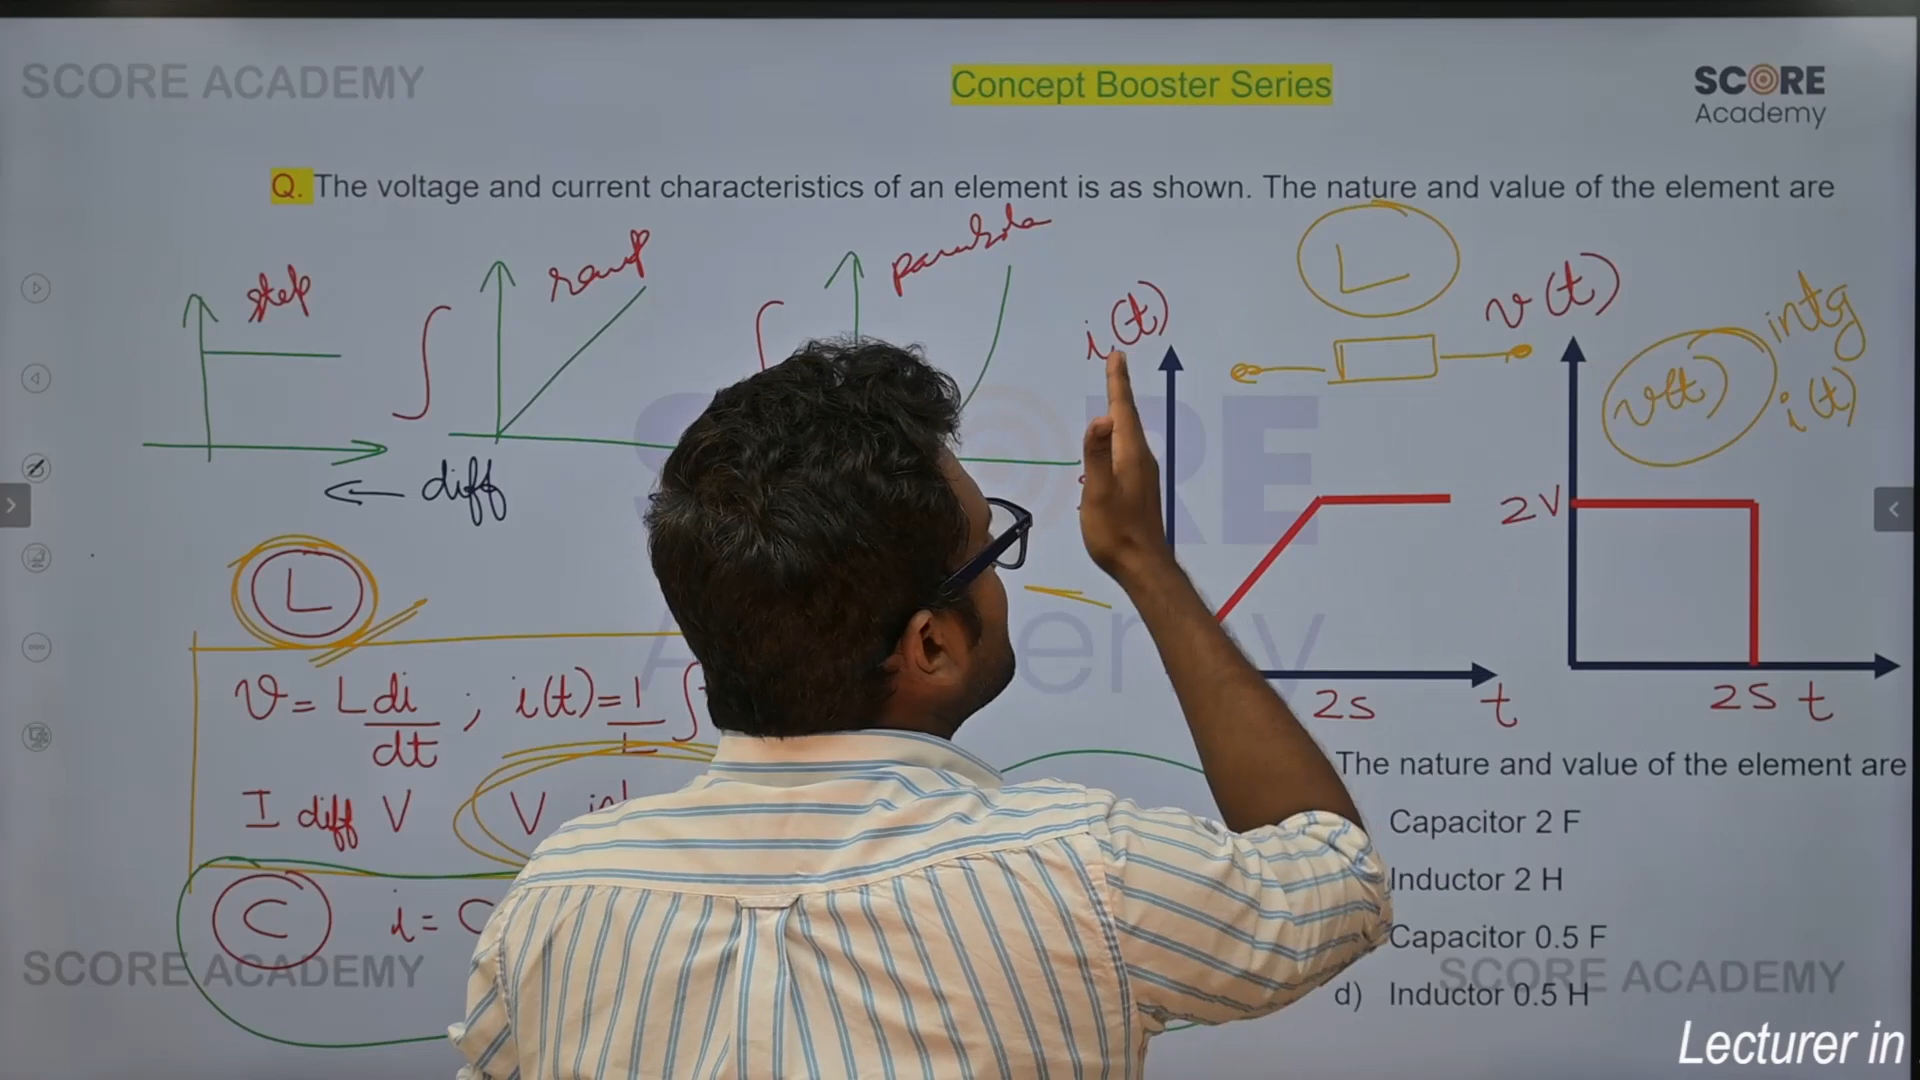 SCORE ACADEMY
Concept Booster Series
SCORE
Academy
Q. The voltage and current characteristics of an element is as shown. The nature and value of the element are
step
ramp
parabola
L
i(t)
v(t)
intg
v(t)
i(t)
← diff
2V
L
v = L di/dt ; i(t) = 1/L ∫
2s
t
2s t
I diff V
V
The nature and value of the element are
Capacitor 2 F
Inductor 2 H
C
i = C
Capacitor 0.5 F
SCORE ACADEMY
SCORE ACADEMY
d) Inductor 0.5 H
Lecturer in